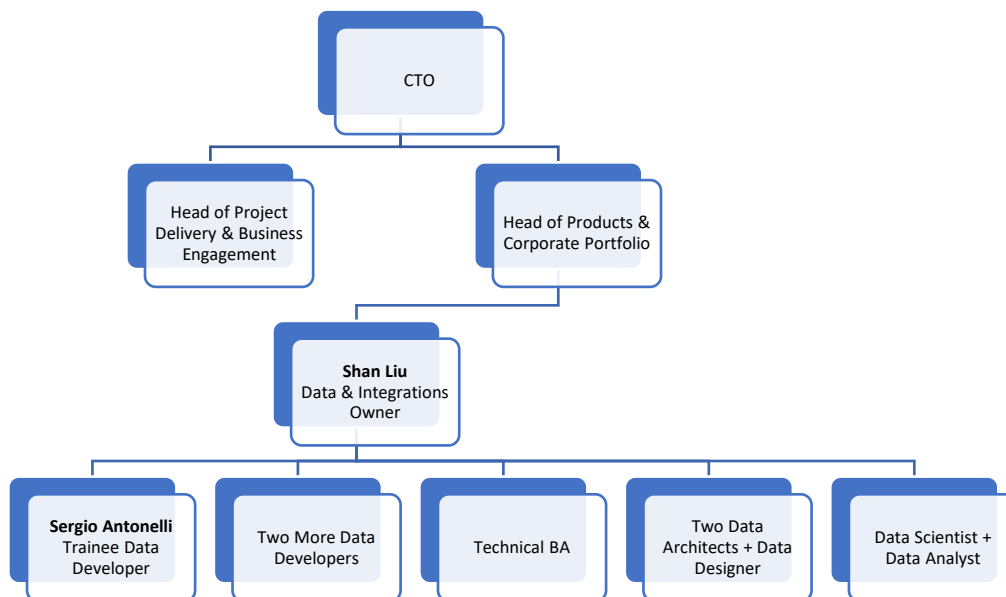 CTO
Head of Project
Delivery & Business
Engagement
Head of Products &
Corporate Portfolio
Shan Liu
Data & Integrations
Owner
Sergio Antonelli
Trainee Data
Developer
Two More Data
Developers
Technical BA
Two Data
Architects + Data
Designer
Data Scientist +
Data Analyst